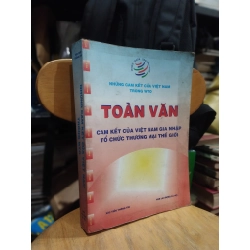 NHỮNG CAM KẾT CỦA VIỆT NAM
TRONG WTO
TOÀN VĂN
CAM KẾT CỦA VIỆT NAM GIA NHẬP
TỔ CHỨC THƯƠNG MẠI THẾ GIỚI